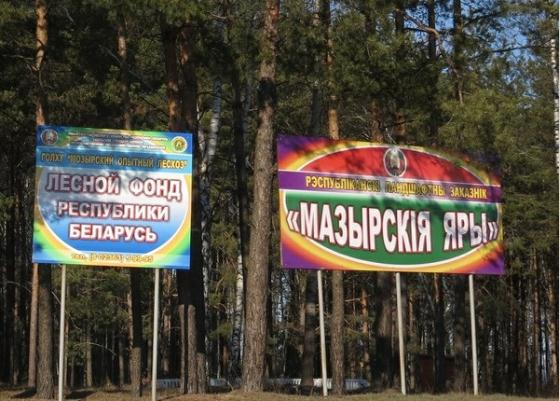 ГОЛХУ "МОЗЫРСКИЙ ОПЫТНЫЙ ЛЕСХОЗ"
ЛЕСНОЙ ФОНД
РЕСПУБЛИКИ
БЕЛАРУСЬ
РЭСПУБЛІКАНСКІ ЛАНДШАФТНЫ ЗАКАЗНІК
«МАЗЫРСКІЯ ЯРЫ»